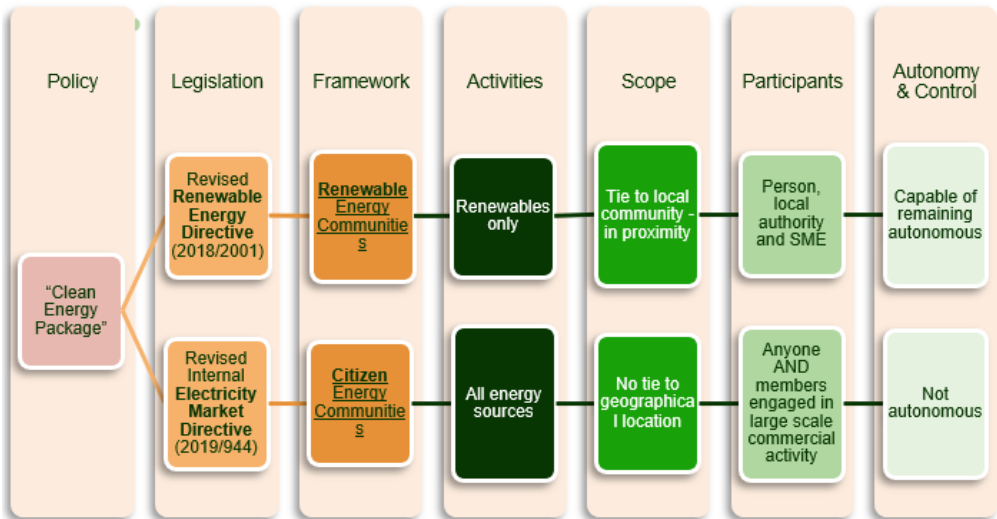 Policy
Legislation
Framework
Activities
Scope
Participants
Autonomy
& Control
“Clean
Energy
Package”
Revised
Renewable
Energy
Directive
(2018/2001)
Renewable
Energy
Communitie
s
Renewables
only
Tie to local
community -
in proximity
Person,
local
authority
and SME
Capable of
remaining
autonomous
Revised
Internal
Electricity
Market
Directive
(2019/944)
Citizen
Energy
Communitie
s
All energy
sources
No tie to
geographica
l location
Anyone
AND
members
engaged in
large scale
commercial
activity
Not
autonomous